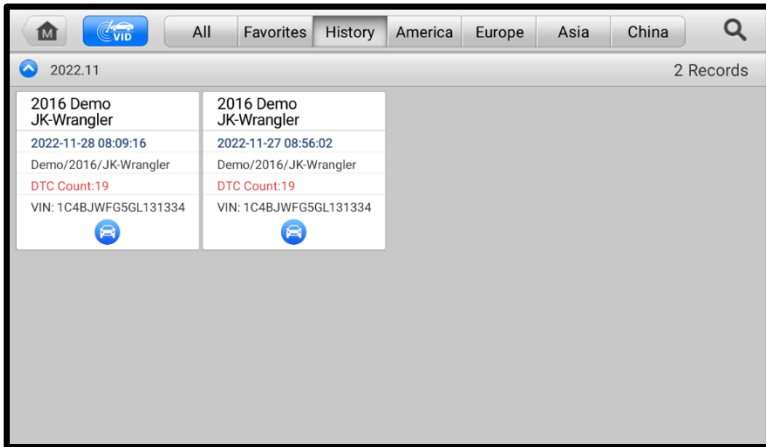 M VID All Favorites History America Europe Asia China
2022.11 2 Records
2016 Demo
JK-Wrangler
2022-11-28 08:09:16
Demo/2016/JK-Wrangler
DTC Count:19
VIN: 1C4BJWFG5GL131334
2016 Demo
JK-Wrangler
2022-11-27 08:56:02
Demo/2016/JK-Wrangler
DTC Count:19
VIN: 1C4BJWFG5GL131334